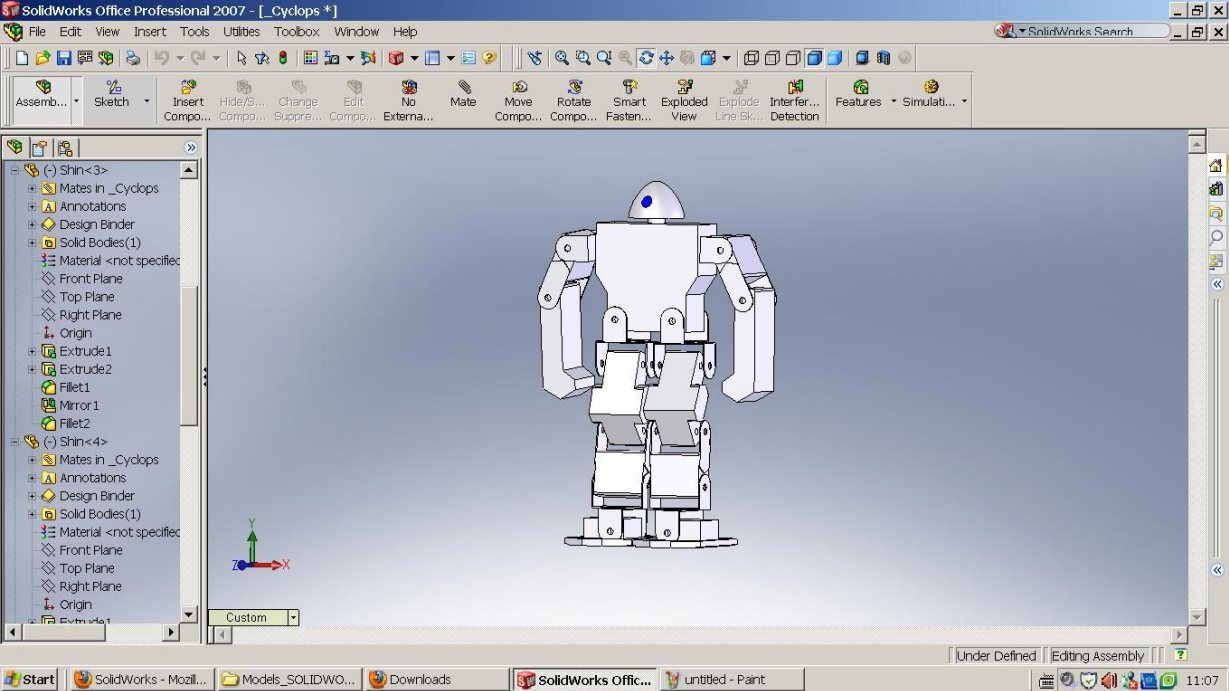 SolidWorks Office Professional 2007 - [_Cyclops *]
File Edit View Insert Tools Utilities Toolbox Window Help
SolidWorks Search
Assemb... Sketch Insert Compo... Hide/S... Compo... Change Suppre... Edit Compo... No Externa... Mate Move Compo... Rotate Compo... Smart Fasten... Exploded View Explode Line Sk... Interfer... Detection Features Simulati...
(-) Shin<3>
Mates in _Cyclops
Annotations
Design Binder
Solid Bodies(1)
Material <not specified
Front Plane
Top Plane
Right Plane
Origin
Extrude1
Extrude2
Fillet1
Mirror1
Fillet2
(-) Shin<4>
Mates in _Cyclops
Annotations
Design Binder
Solid Bodies(1)
Material <not specified
Front Plane
Top Plane
Right Plane
Origin
Extrude1
Y
Z X
Custom
Under Defined Editing Assembly
Start SolidWorks - Mozill... Models_SOLIDWO... Downloads SolidWorks Offic... untitled - Paint 11:07